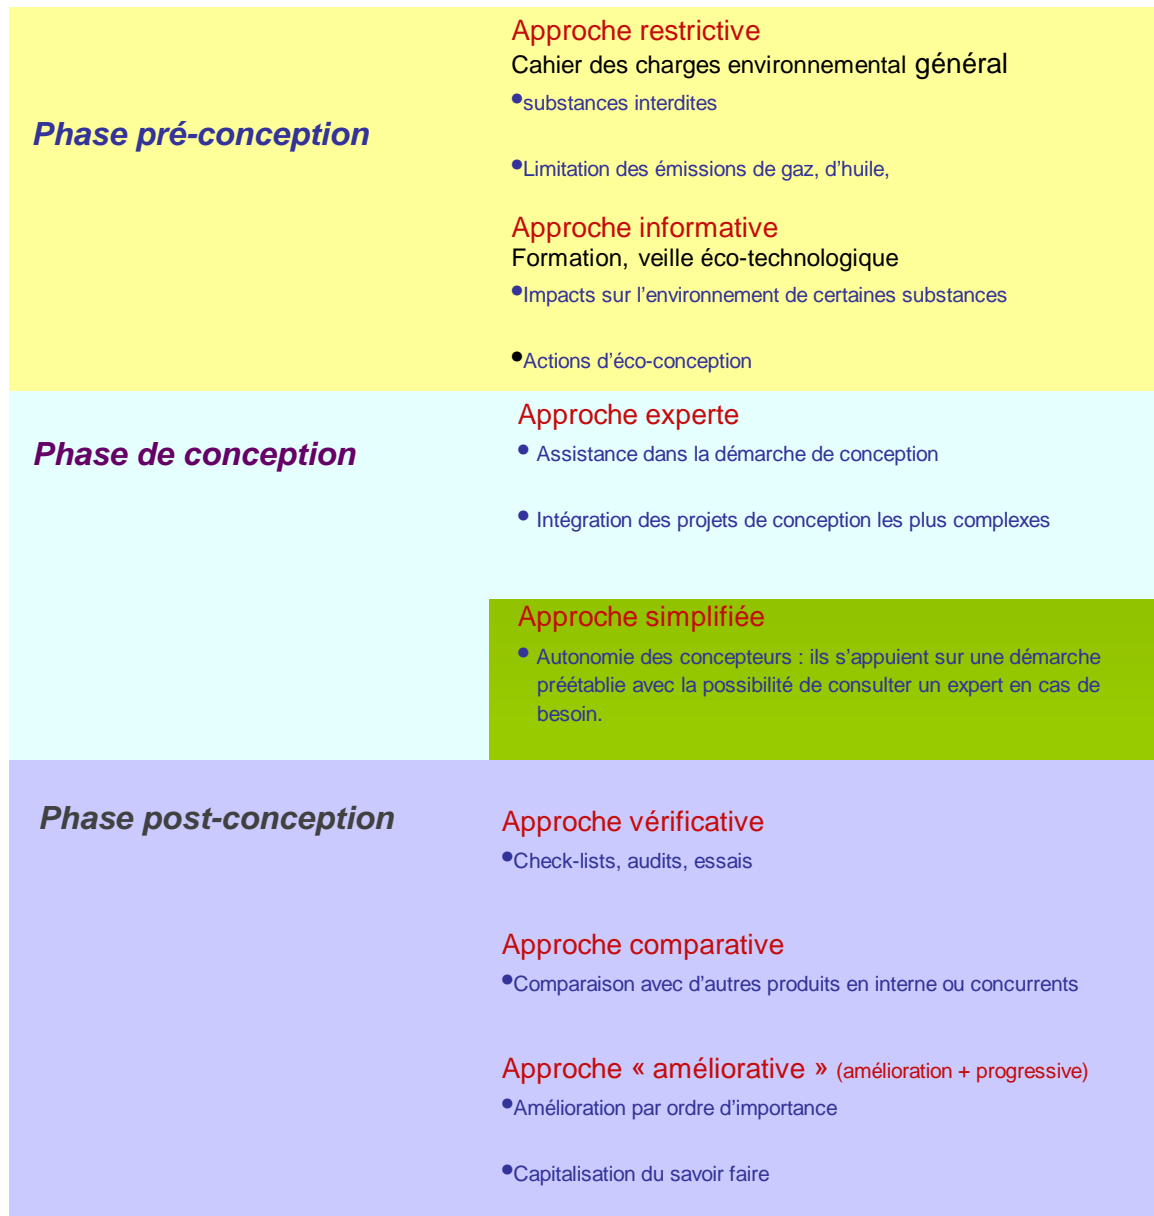 Phase pré-conception
Approche restrictive
Cahier des charges environnemental général
•substances interdites
•Limitation des émissions de gaz, d’huile,
Approche informative
Formation, veille éco-technologique
•Impacts sur l’environnement de certaines substances
•Actions d’éco-conception
Phase de conception
Approche experte
• Assistance dans la démarche de conception
• Intégration des projets de conception les plus complexes
Approche simplifiée
• Autonomie des concepteurs : ils s’appuient sur une démarche
préétablie avec la possibilité de consulter un expert en cas de
besoin.
Phase post-conception
Approche vérificative
•Check-lists, audits, essais
Approche comparative
•Comparaison avec d'autres produits en interne ou concurrents
Approche « améliorative » (amélioration + progressive)
•Amélioration par ordre d’importance
•Capitalisation du savoir faire